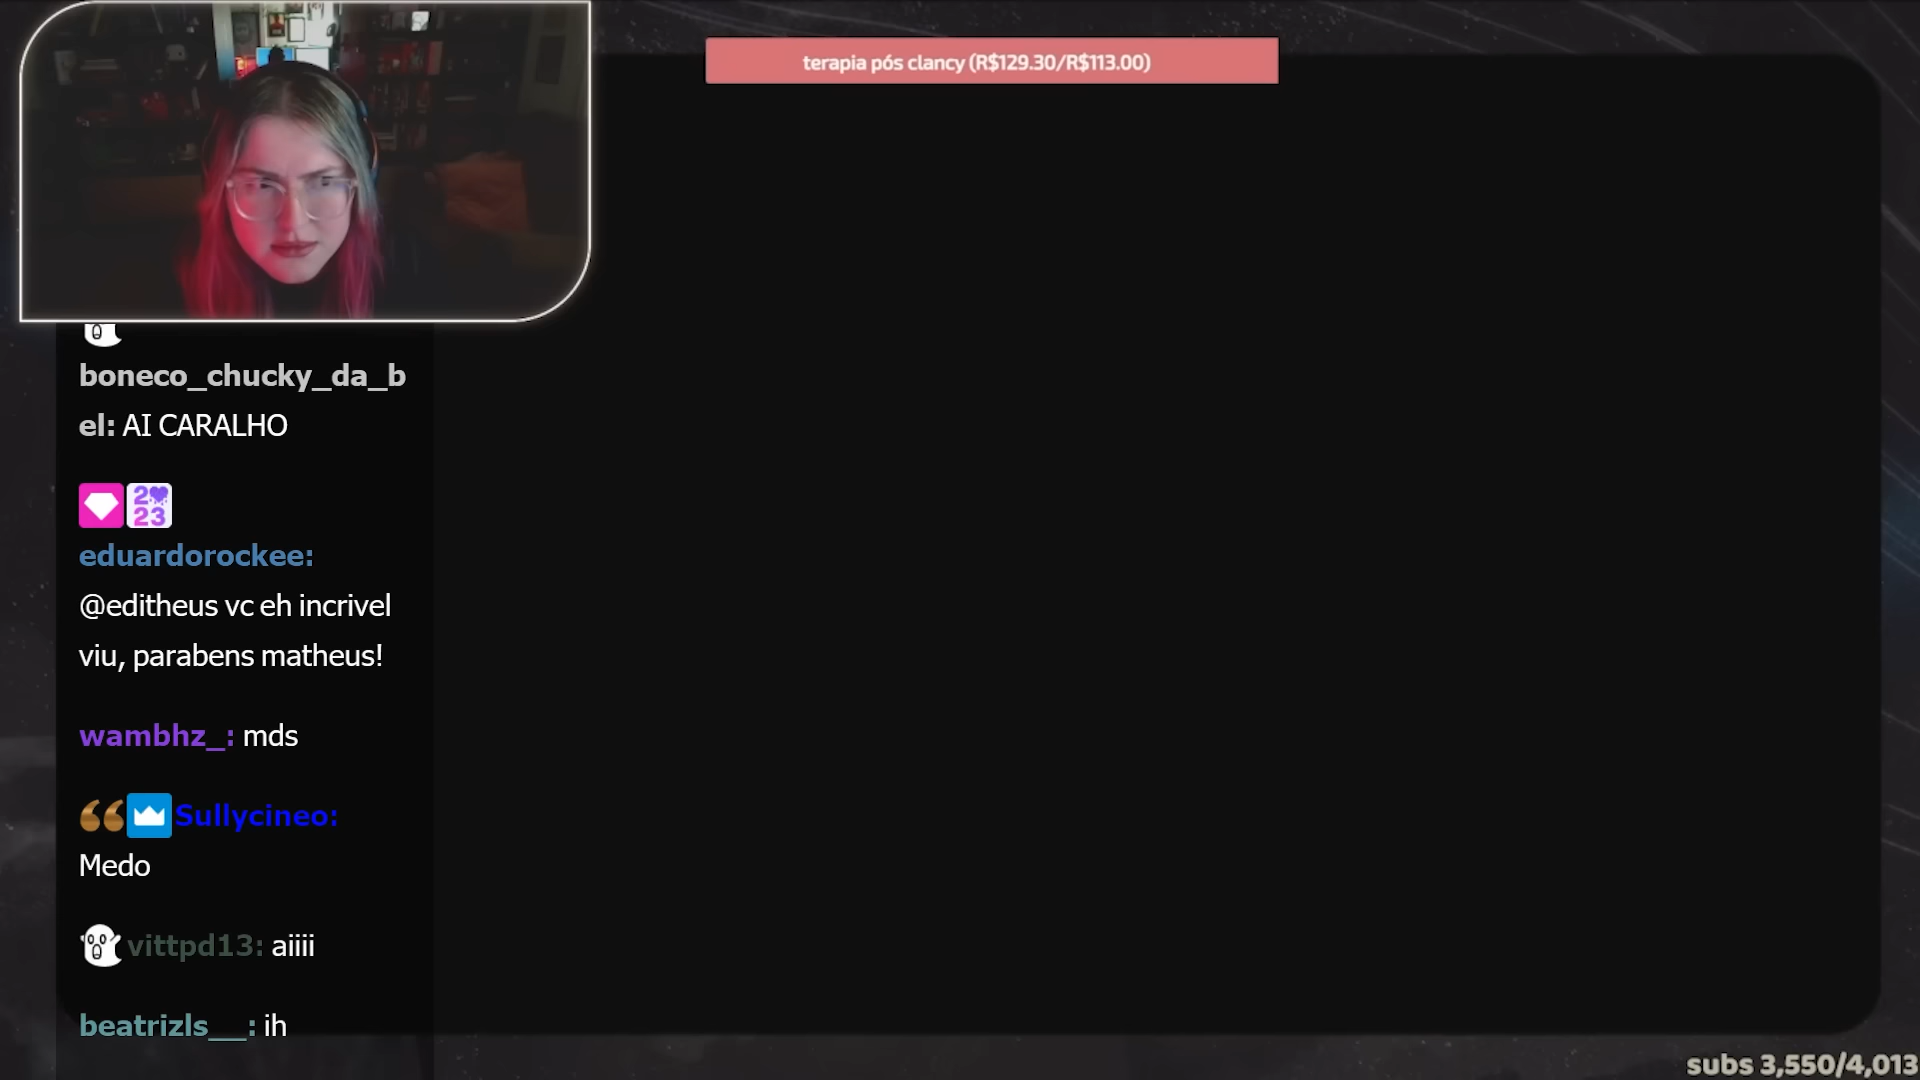 terapia pós clancy (R$129.30/R$113.00)
boneco_chucky_da_b
el: AI CARALHO
2
23
eduardorockee:
@editheus vc eh incrivel
viu, parabens matheus!
wambhz_: mds
Sullycineo:
Medo
vittpd13: aiiii
beatrizls__: ih
subs 3,550/4,013